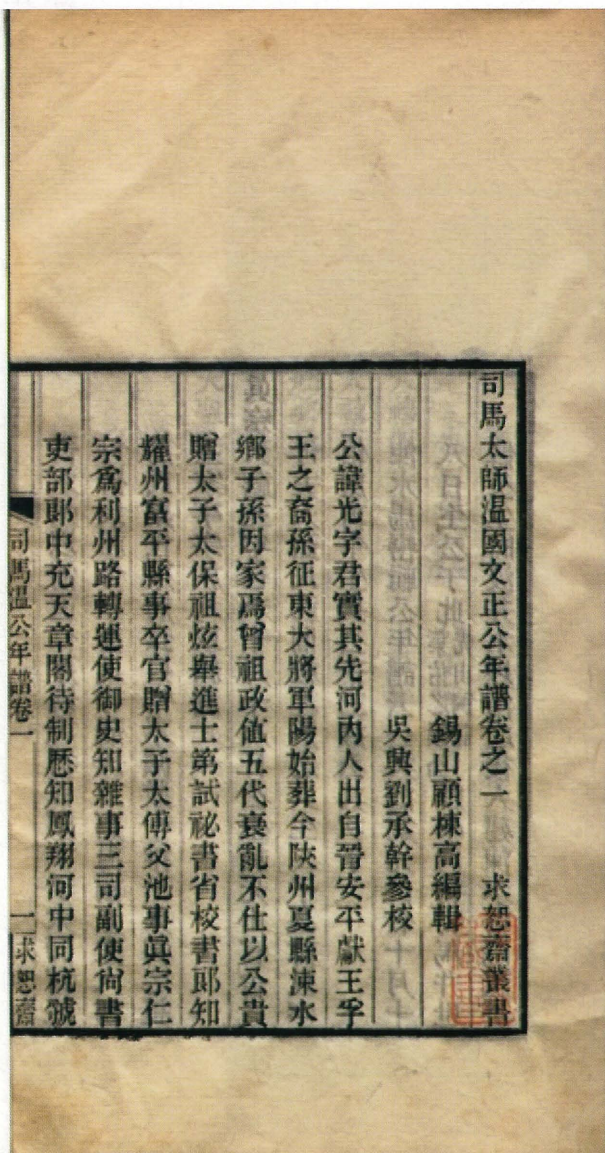 司馬太師溫國文正公年譜卷之一 求恕齋叢書
錫山顧棟高編輯
吳興劉承幹參校
公諱光字君實其先河內人出自晉安平獻王孚
王之裔孫征東大將軍陽始葬今陝州夏縣涑水
鄉子孫因家焉曾祖政值五代衰亂不仕以公貴
贈太子太保祖炫舉進士第試祕書省校書郎知
耀州富平縣事卒官贈太子太傅父池事眞宗仁
宗爲利州路轉運使御史知雜事三司副使尙書
吏部郎中充天章閣待制歷知鳳翔河中同杭虢
司馬溫公年譜卷一
一
求恕齋